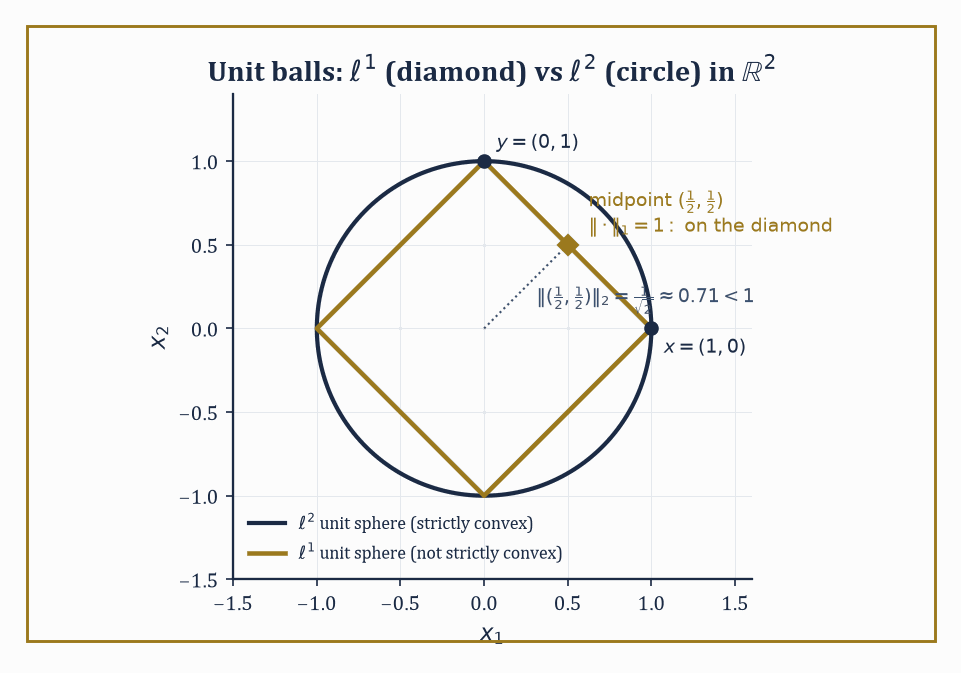 Unit balls: ℓ¹ (diamond) vs ℓ² (circle) in ℝ²
y = (0, 1)
1.0
midpoint (½, ½)
‖·‖₁ = 1 : on the diamond
0.5
‖(½, ½)‖₂ = 1/√2 ≈ 0.71 < 1
x₂
0.0
x = (1, 0)
−0.5
−1.0
ℓ² unit sphere (strictly convex)
ℓ¹ unit sphere (not strictly convex)
−1.5
−1.5 −1.0 −0.5 0.0 0.5 1.0 1.5
x₁